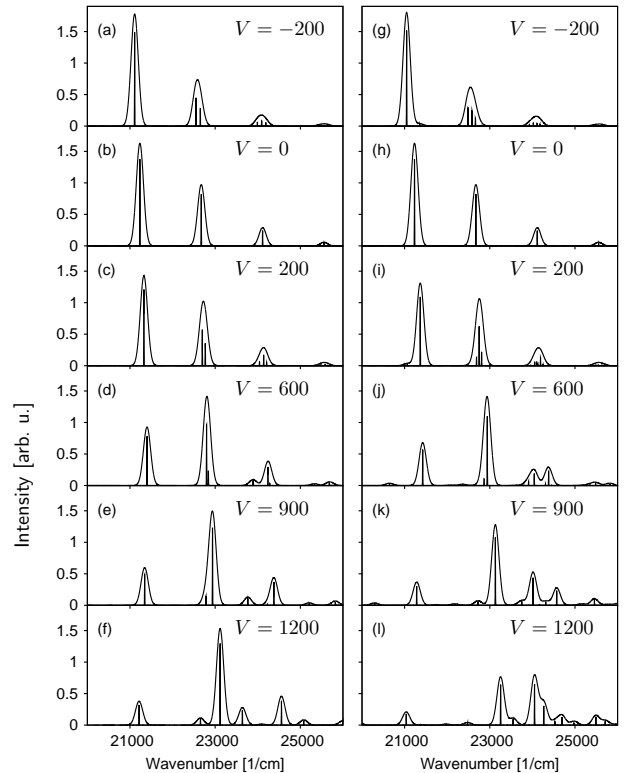 (a) V = −200
1.5
1
0.5
0
(g) V = −200
(b) V = 0
1.5
1
0.5
0
(h) V = 0
(c) V = 200
1.5
1
0.5
0
(i) V = 200
(d) V = 600
1.5
1
0.5
0
(j) V = 600
(e) V = 900
1.5
1
0.5
0
(k) V = 900
(f) V = 1200
1.5
1
0.5
0
(l) V = 1200
Intensity [arb. u.]
21000 23000 25000
21000 23000 25000
Wavenumber [1/cm]
Wavenumber [1/cm]